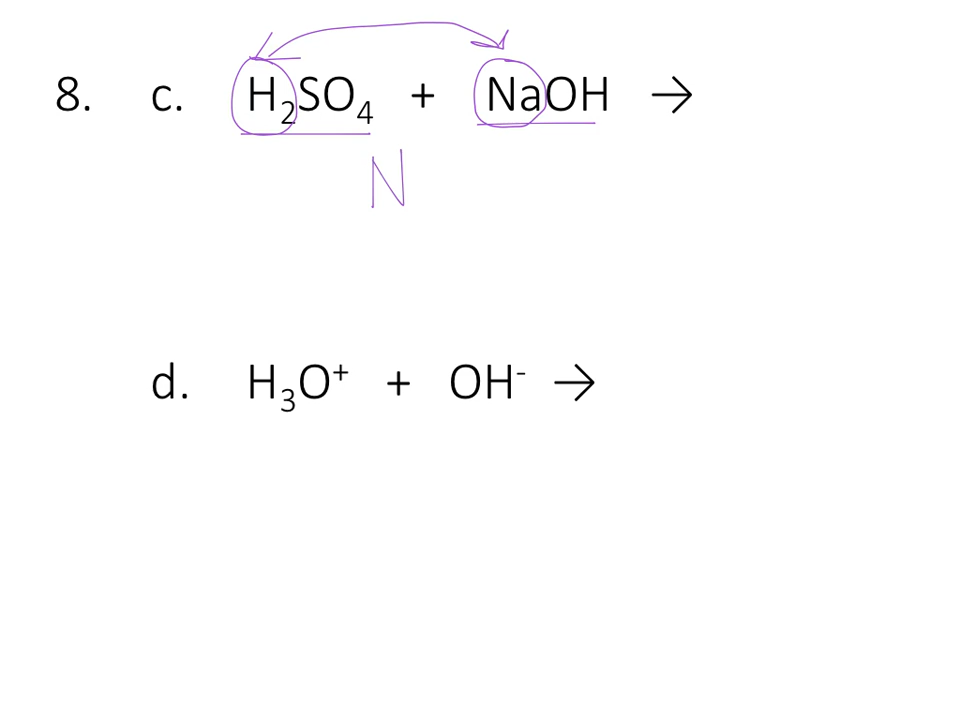 8. c. H₂SO₄ + NaOH →
N
d. H₃O⁺ + OH⁻ →